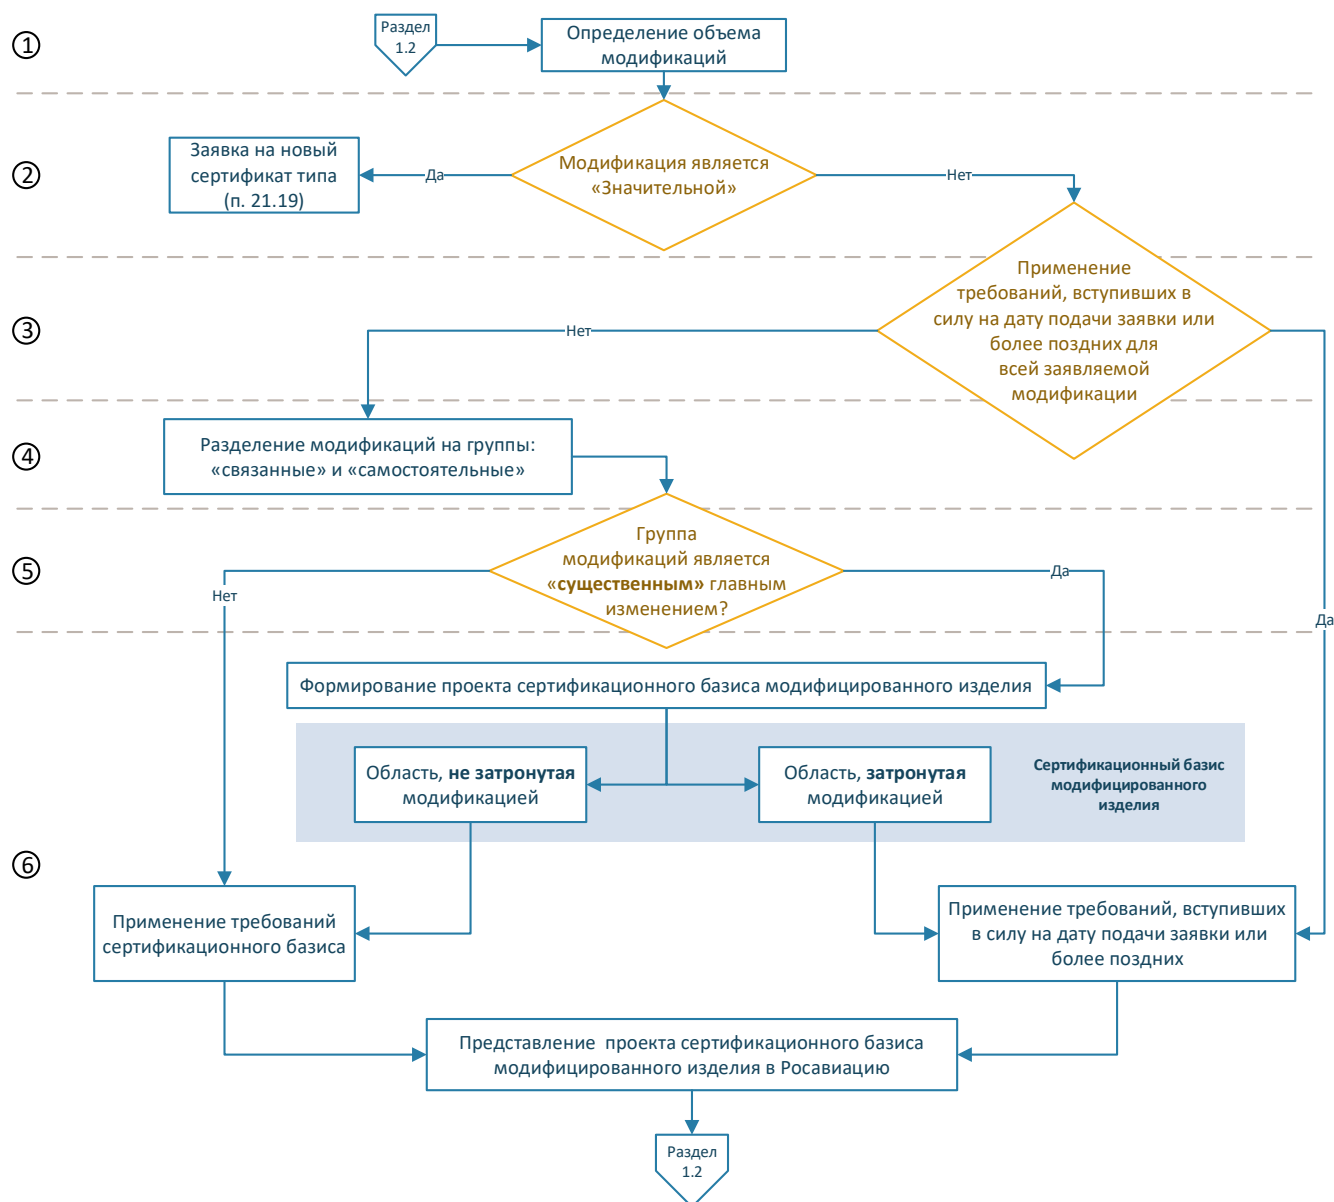 Раздел
1.2
Определение объема
модификаций
①
②
Заявка на новый
сертификат типа
(п. 21.19)
Да
Модификация является
«Значительной»
Нет
③
Применение
требований, вступивших в
силу на дату подачи заявки или
более поздних для
всей заявляемой
модификации
Нет
④
Разделение модификаций на группы:
«связанные» и «самостоятельные»
⑤
Группа
модификаций является
«существенным» главным
изменением?
Нет
Да
Да
Формирование проекта сертификационного базиса модифицированного изделия
Область, не затронутая
модификацией
Область, затронутая
модификацией
Сертификационный базис
модифицированного
изделия
⑥
Применение требований
сертификационного базиса
Применение требований, вступивших
в силу на дату подачи заявки или
более поздних
Представление проекта сертификационного базиса
модифицированного изделия в Росавиацию
Раздел
1.2